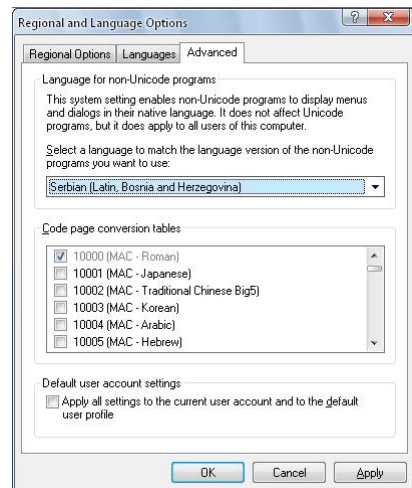 Regional and Language Options
?
X
Regional Options
Languages
Advanced
Language for non-Unicode programs
This system setting enables non-Unicode programs to display menus
and dialogs in their native language. It does not affect Unicode
programs, but it does apply to all users of this computer.
Select a language to match the language version of the non-Unicode
programs you want to use:
Serbian (Latin, Bosnia and Herzegovina)
Code page conversion tables
10000 (MAC - Roman)
10001 (MAC - Japanese)
10002 (MAC - Traditional Chinese Big5)
10003 (MAC - Korean)
10004 (MAC - Arabic)
10005 (MAC - Hebrew)
Default user account settings
Apply all settings to the current user account and to the default
user profile
OK
Cancel
Apply